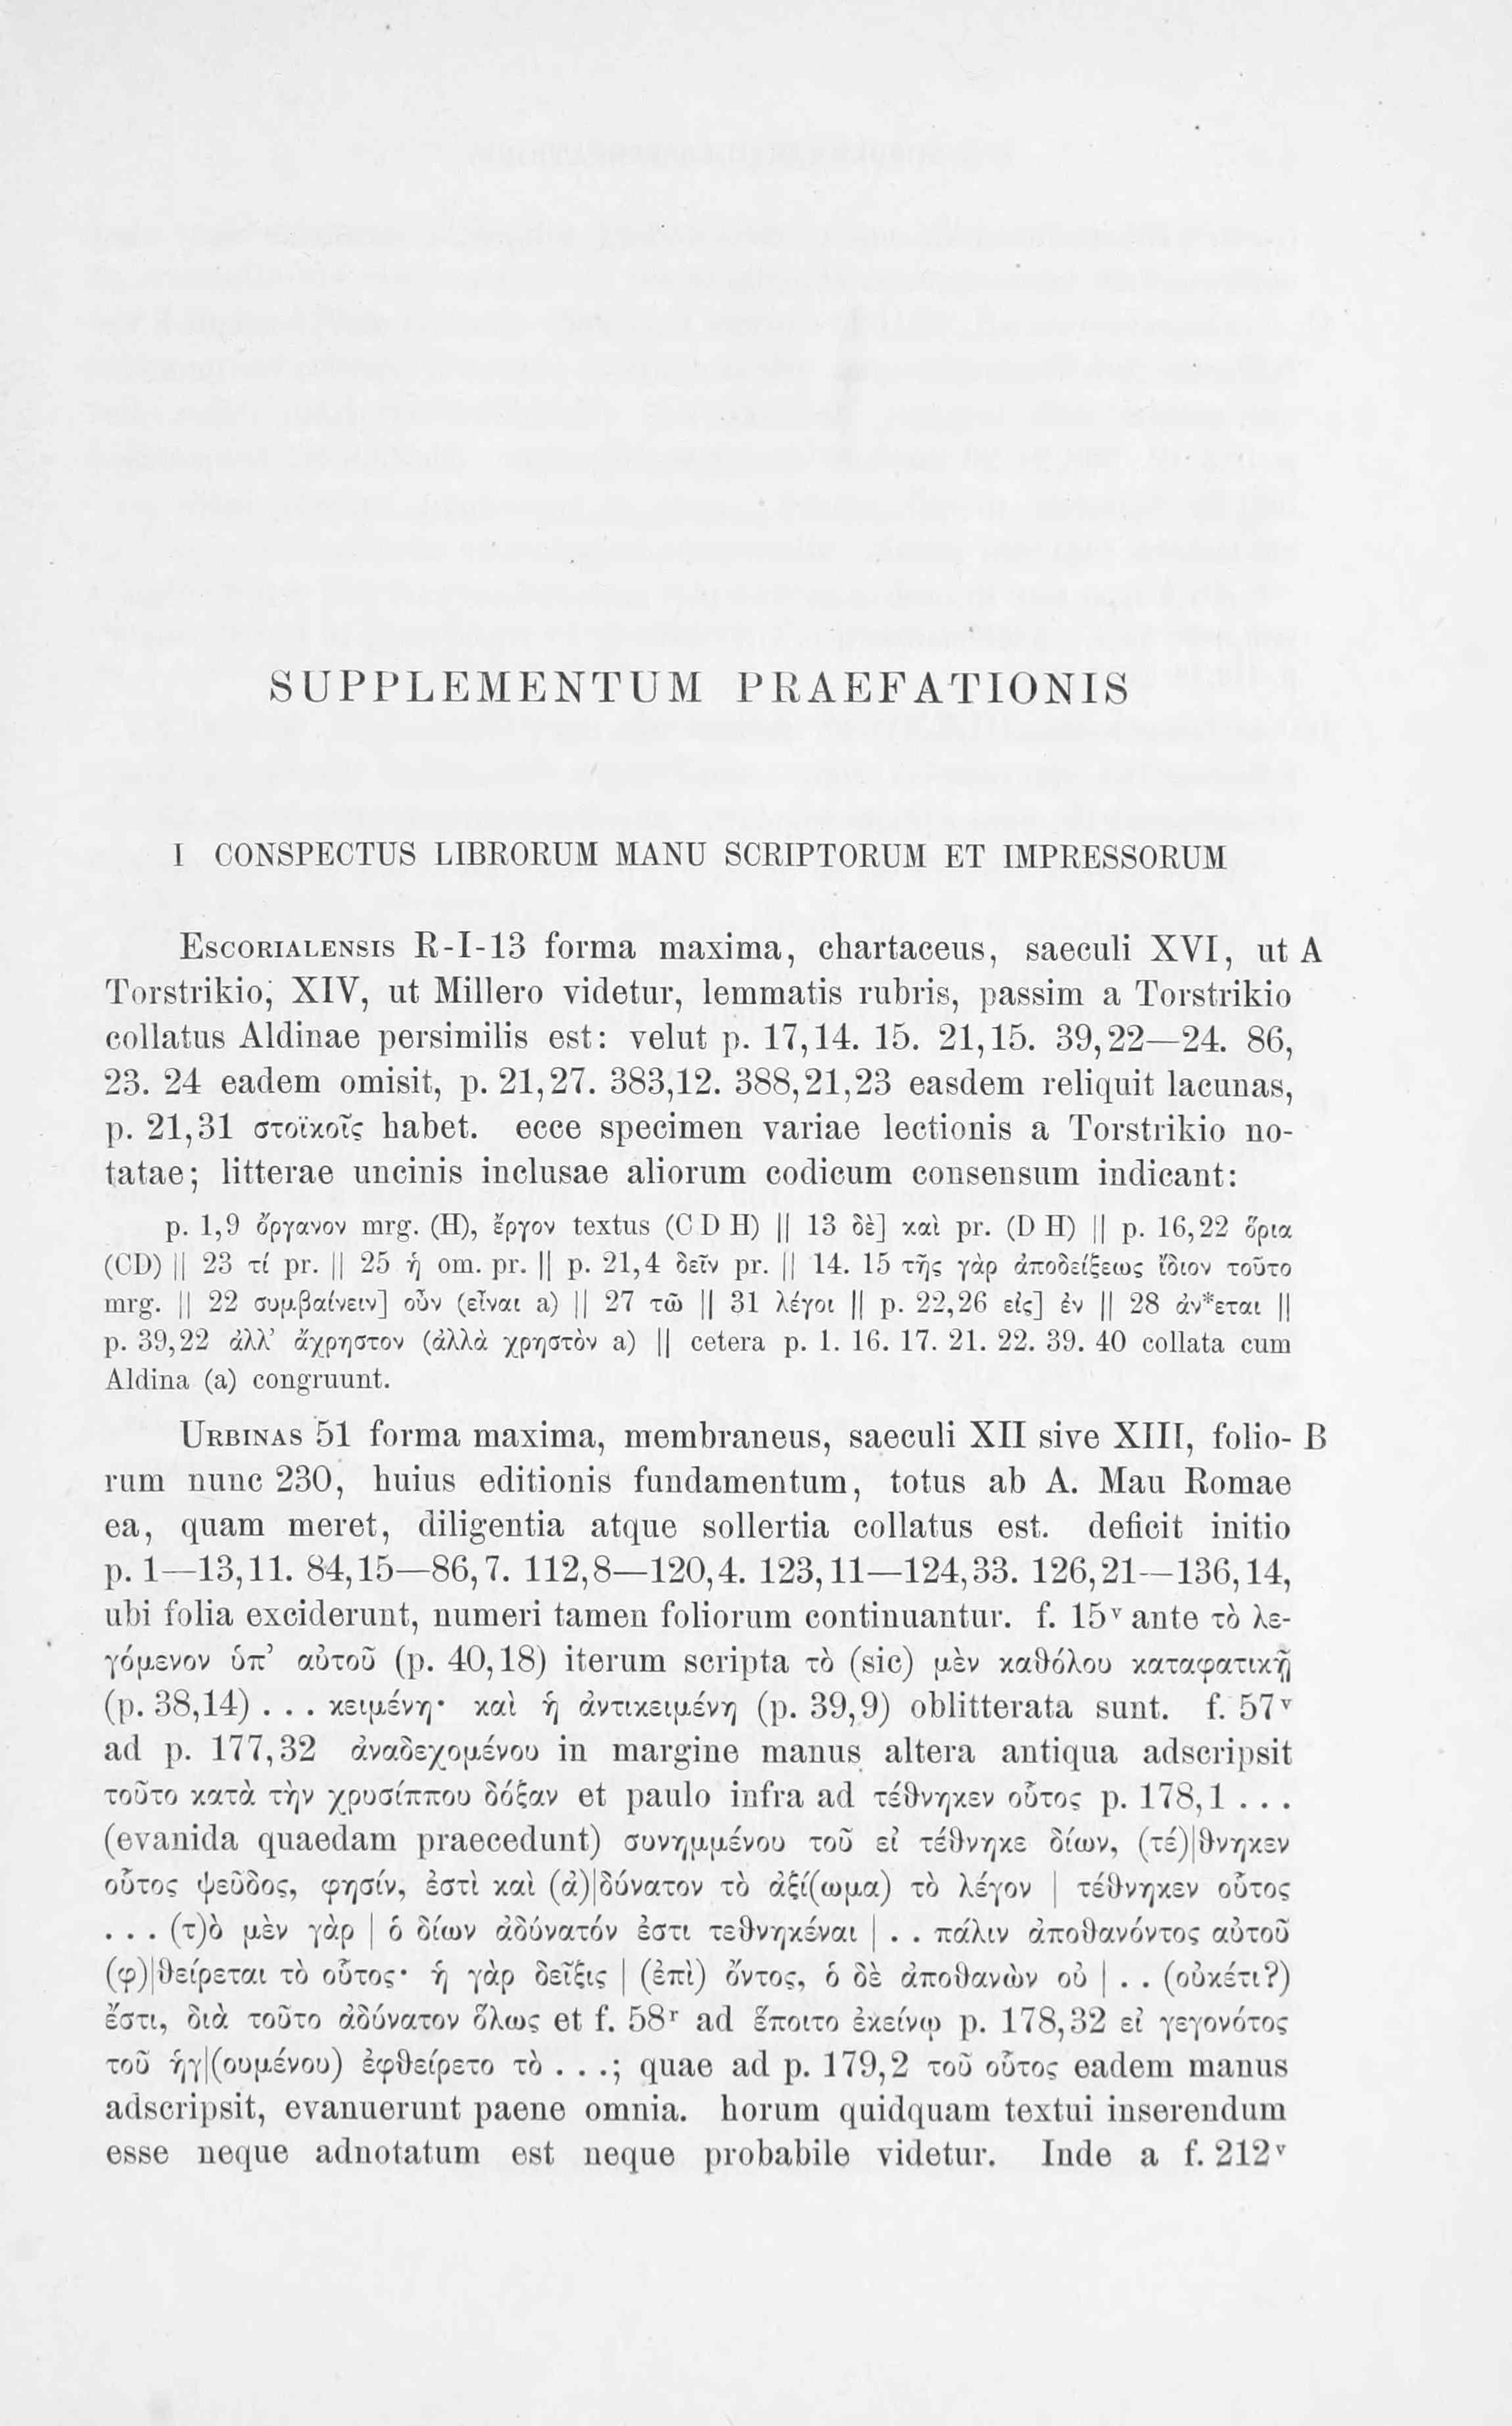 SUPPLEMENTUM PRAEFATIONIS
I CONSPECTUS LIBRORUM MANU SCRIPTORUM ET IMPRESSORUM
ESCORIALENSIS R-I-13 forma maxima, chartaceus, saeculi XVI, ut A
Torstrikio, XIV, ut Millero videtur, lemmatis rubris, passim a Torstrikio
collatus Aldinae persimilis est: velut p. 17,14. 15. 21,15. 39,22—24. 86,
23. 24 eadem omisit, p. 21,27. 383,12. 388,21,23 easdem reliquit lacunas,
p. 21,31 στοϊκοῖς habet. ecce specimen variae lectionis a Torstrikio no-
tatae; litterae uncinis inclusae aliorum codicum consensum indicant:
p. 1,9 ὄργανον mrg. (H), ἔργον textus (C D H) || 13 δὲ] καὶ pr. (D H) || p. 16,22 ὅρια
(CD) || 23 τί pr. || 25 ἡ om. pr. || p. 21,4 δεῖν pr. || 14. 15 τῆς γὰρ ἀποδείξεως ἴδιον τοῦτο
mrg. || 22 συμβαίνειν] οὖν (εἶναι a) || 27 τῶ || 31 λέγοι || p. 22,26 εἰς] ἐν || 28 ἀν*εται ||
p. 39,22 ἀλλ’ ἄχρηστον (ἀλλὰ χρηστὸν a) || cetera p. 1. 16. 17. 21. 22. 39. 40 collata cum
Aldina (a) congruunt.
URBINAS 51 forma maxima, membraneus, saeculi XII sive XIII, folio- B
rum nunc 230, huius editionis fundamentum, totus ab A. Mau Romae
ea, quam meret, diligentia atque sollertia collatus est. deficit initio
p. 1—13,11. 84,15—86,7. 112,8—120,4. 123,11—124,33. 126,21—136,14,
ubi folia exciderunt, numeri tamen foliorum continuantur. f. 15ᵛ ante τὸ λε-
γόμενον ὑπ’ αὐτοῦ (p. 40,18) iterum scripta τὸ (sic) μὲν καθόλου καταφατικῇ
(p. 38,14) . . . κειμένη· καὶ ἡ ἀντικειμένη (p. 39,9) oblitterata sunt. f. 57ᵛ
ad p. 177,32 ἀναδεχομένου in margine manus altera antiqua adscripsit
τοῦτο κατὰ τὴν χρυσίππου δόξαν et paulo infra ad τέθνηκεν οὗτος p. 178,1 . . .
(evanida quaedam praecedunt) συνημμένου τοῦ εἰ τέθνηκε δίων, (τέ)|θνηκεν
οὗτος ψεῦδος, φησίν, ἐστὶ καὶ (ἀ)|δύνατον τὸ ἀξί(ωμα) τὸ λέγον | τέθνηκεν οὗτος
. . . (τ)ὸ μὲν γὰρ | ὁ δίων ἀδύνατόν ἐστι τεθνηκέναι | . . πάλιν ἀποθανόντος αὐτοῦ
(φ)|θείρεται τὸ οὗτος· ἡ γὰρ δεῖξις | (ἐπὶ) ὄντος, ὁ δὲ ἀποθανὼν οὐ | . . (οὐκέτι?)
ἔστι, διὰ τοῦτο ἀδύνατον ὅλως et f. 58ʳ ad ἕποιτο ἐκείνῳ p. 178,32 εἰ γεγονότος
τοῦ ἡγ|(ουμένου) ἐφθείρετο τὸ . . .; quae ad p. 179,2 τοῦ οὗτος eadem manus
adscripsit, evanuerunt paene omnia. horum quidquam textui inserendum
esse neque adnotatum est neque probabile videtur. Inde a f. 212ᵛ